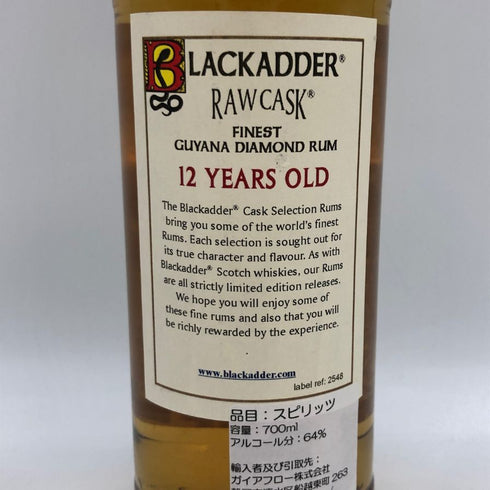 BLACKADDER®
RAW CASK®
FINEST
GUYANA DIAMOND RUM
12 YEARS OLD
The Blackadder® Cask Selection Rums
bring you some of the world's finest
Rums. Each selection is sought out for
its true character and flavour. As with
Blackadder® Scotch whiskies, our Rums
are all strictly limited edition releases.
We hope you will enjoy some of
these fine rums and also that you will
be richly rewarded by the experience.
www.blackadder.com
label ref: 2548
品目：スピリッツ
容量：700ml
アルコール分：64%
輸入者及び引取先：
ガイアフロー株式会社